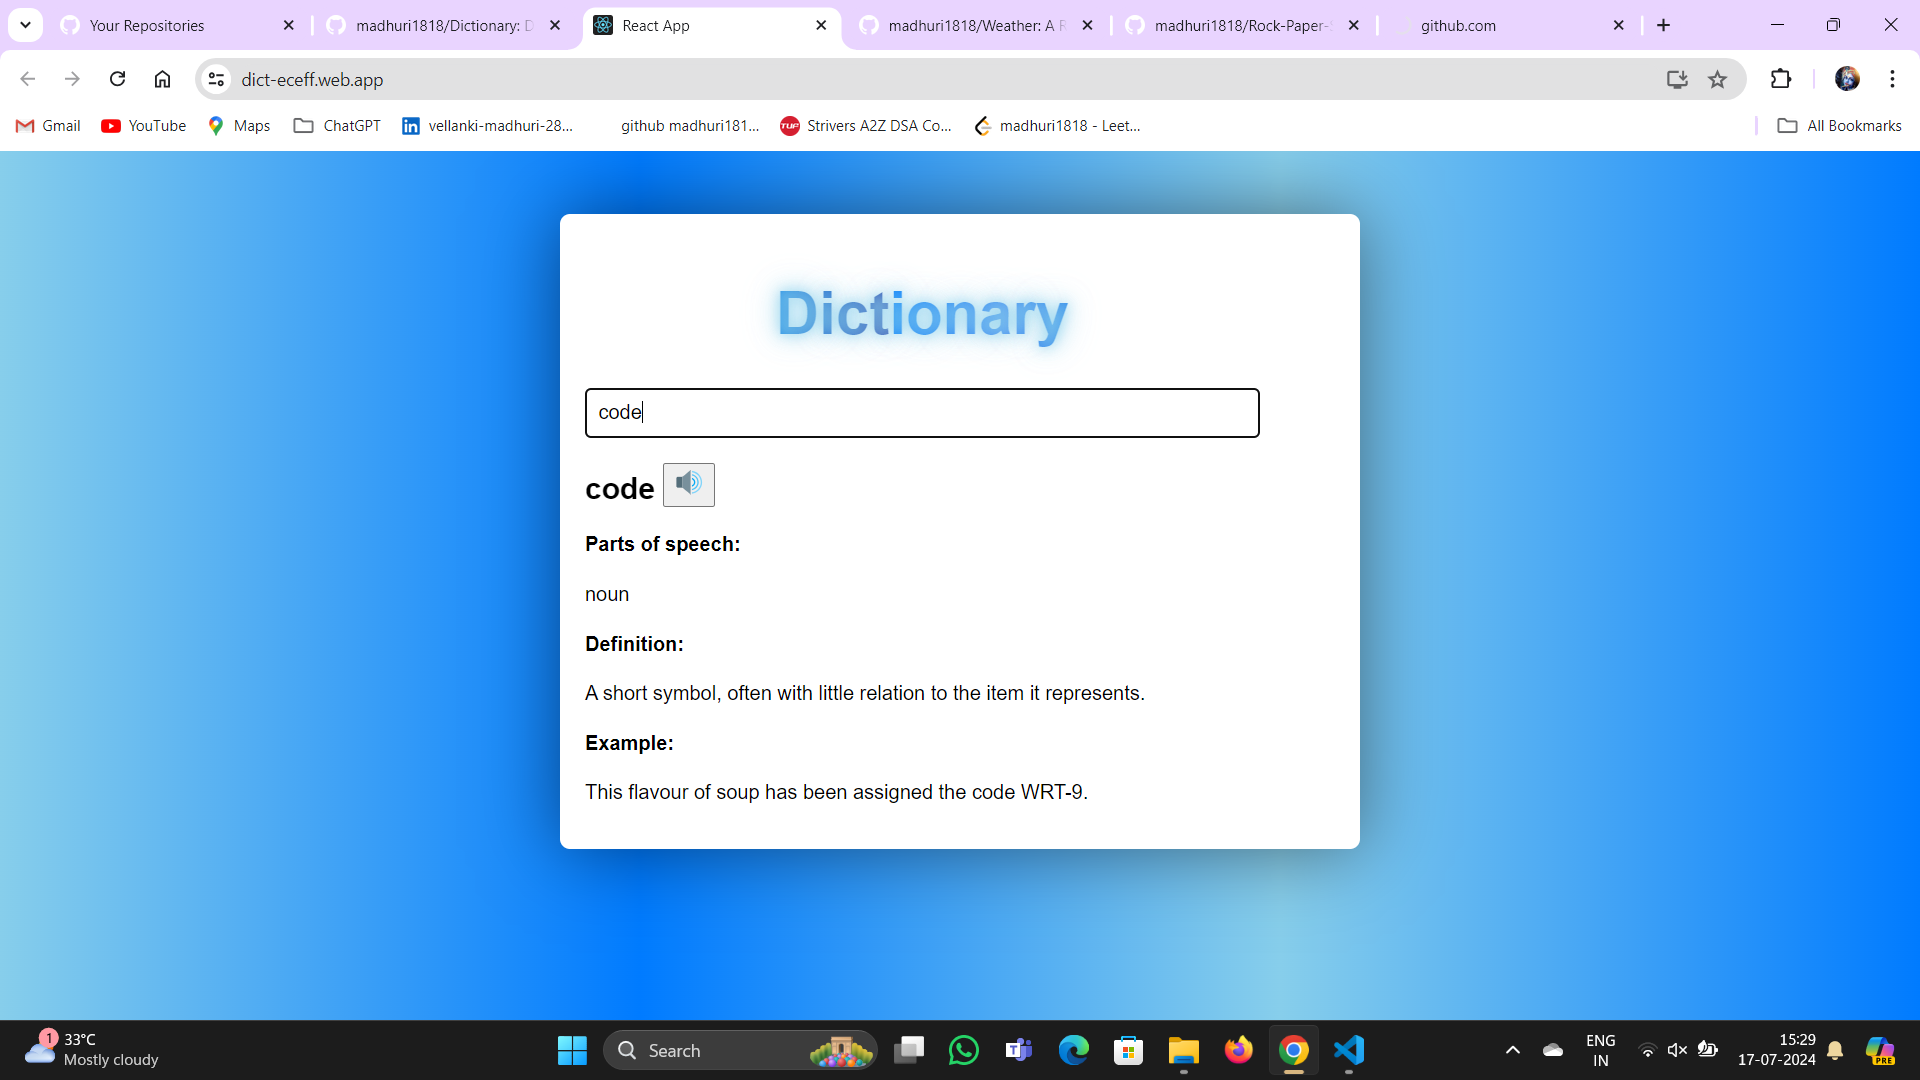 Your Repositories
madhuri1818/Dictionary: D
React App
madhuri1818/Weather: A R
madhuri1818/Rock-Paper-S
github.com
dict-eceff.web.app
Gmail
YouTube
Maps
ChatGPT
vellanki-madhuri-28...
github madhuri181...
TUF
Strivers A2Z DSA Co...
madhuri1818 - Leet...
All Bookmarks
Dictionary
code
code
Parts of speech:
noun
Definition:
A short symbol, often with little relation to the item it represents.
Example:
This flavour of soup has been assigned the code WRT-9.
1
33°C
Mostly cloudy
Search
ENG
IN
15:29
17-07-2024
PRE